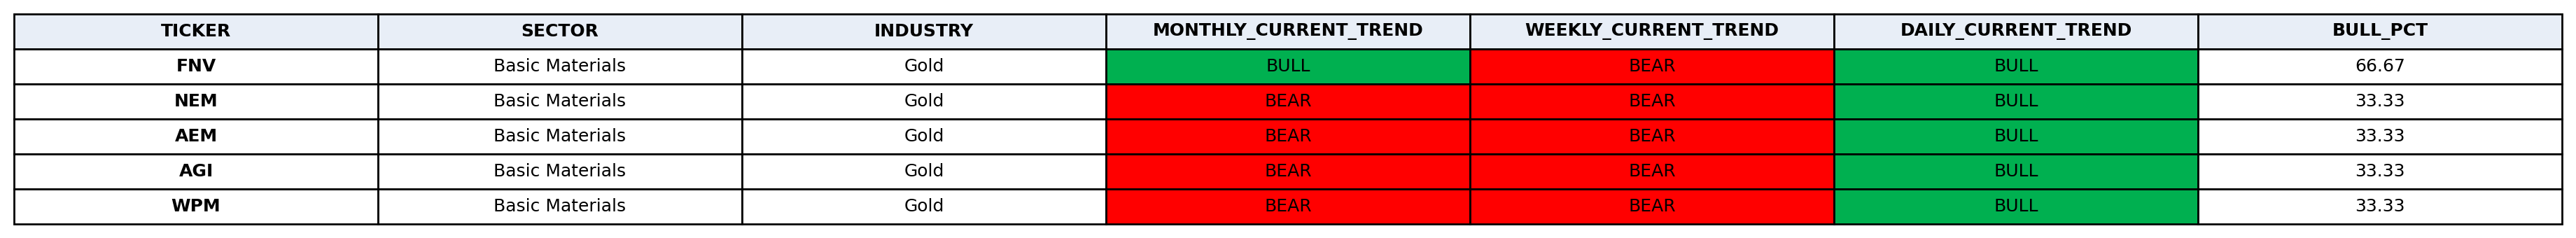 TICKER SECTOR INDUSTRY MONTHLY_CURRENT_TREND WEEKLY_CURRENT_TREND DAILY_CURRENT_TREND BULL_PCT
FNV Basic Materials Gold BULL BEAR BULL 66.67
NEM Basic Materials Gold BEAR BEAR BULL 33.33
AEM Basic Materials Gold BEAR BEAR BULL 33.33
AGI Basic Materials Gold BEAR BEAR BULL 33.33
WPM Basic Materials Gold BEAR BEAR BULL 33.33